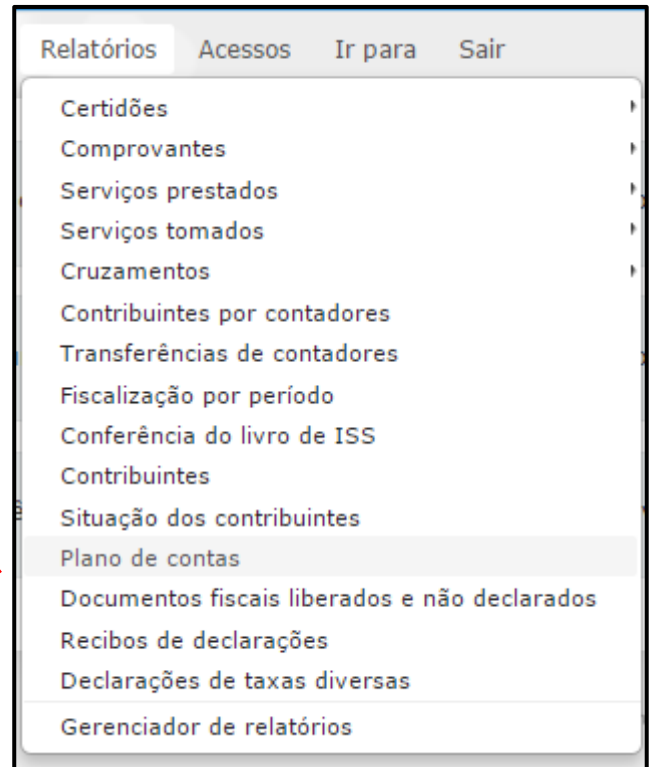 Relatórios Acessos Ir para Sair
Certidões
Comprovantes
Serviços prestados
Serviços tomados
Cruzamentos
Contribuintes por contadores
Transferências de contadores
Fiscalização por período
Conferência do livro de ISS
Contribuintes
Situação dos contribuintes
Plano de contas
Documentos fiscais liberados e não declarados
Recibos de declarações
Declarações de taxas diversas
Gerenciador de relatórios